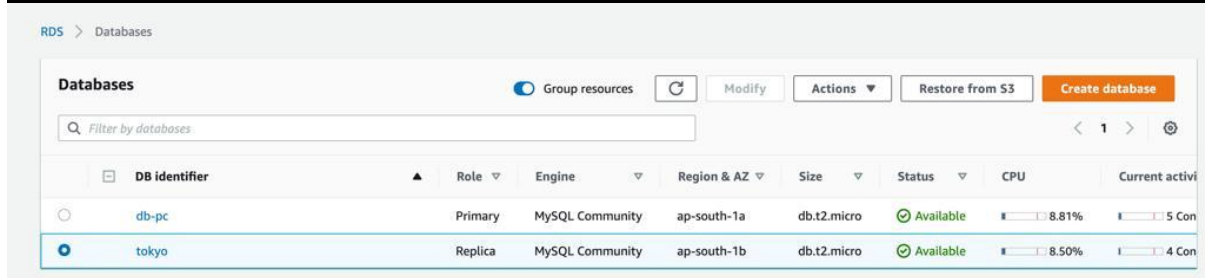 RDS > Databases
Databases Group resources Modify Actions ▼ Restore from S3 Create database
Filter by databases < 1 >
DB identifier ▲ Role ▽ Engine ▽ Region & AZ ▽ Size ▽ Status ▽ CPU Current activi
db-pc Primary MySQL Community ap-south-1a db.t2.micro Available 8.81% 5 Con
tokyo Replica MySQL Community ap-south-1b db.t2.micro Available 8.50% 4 Con